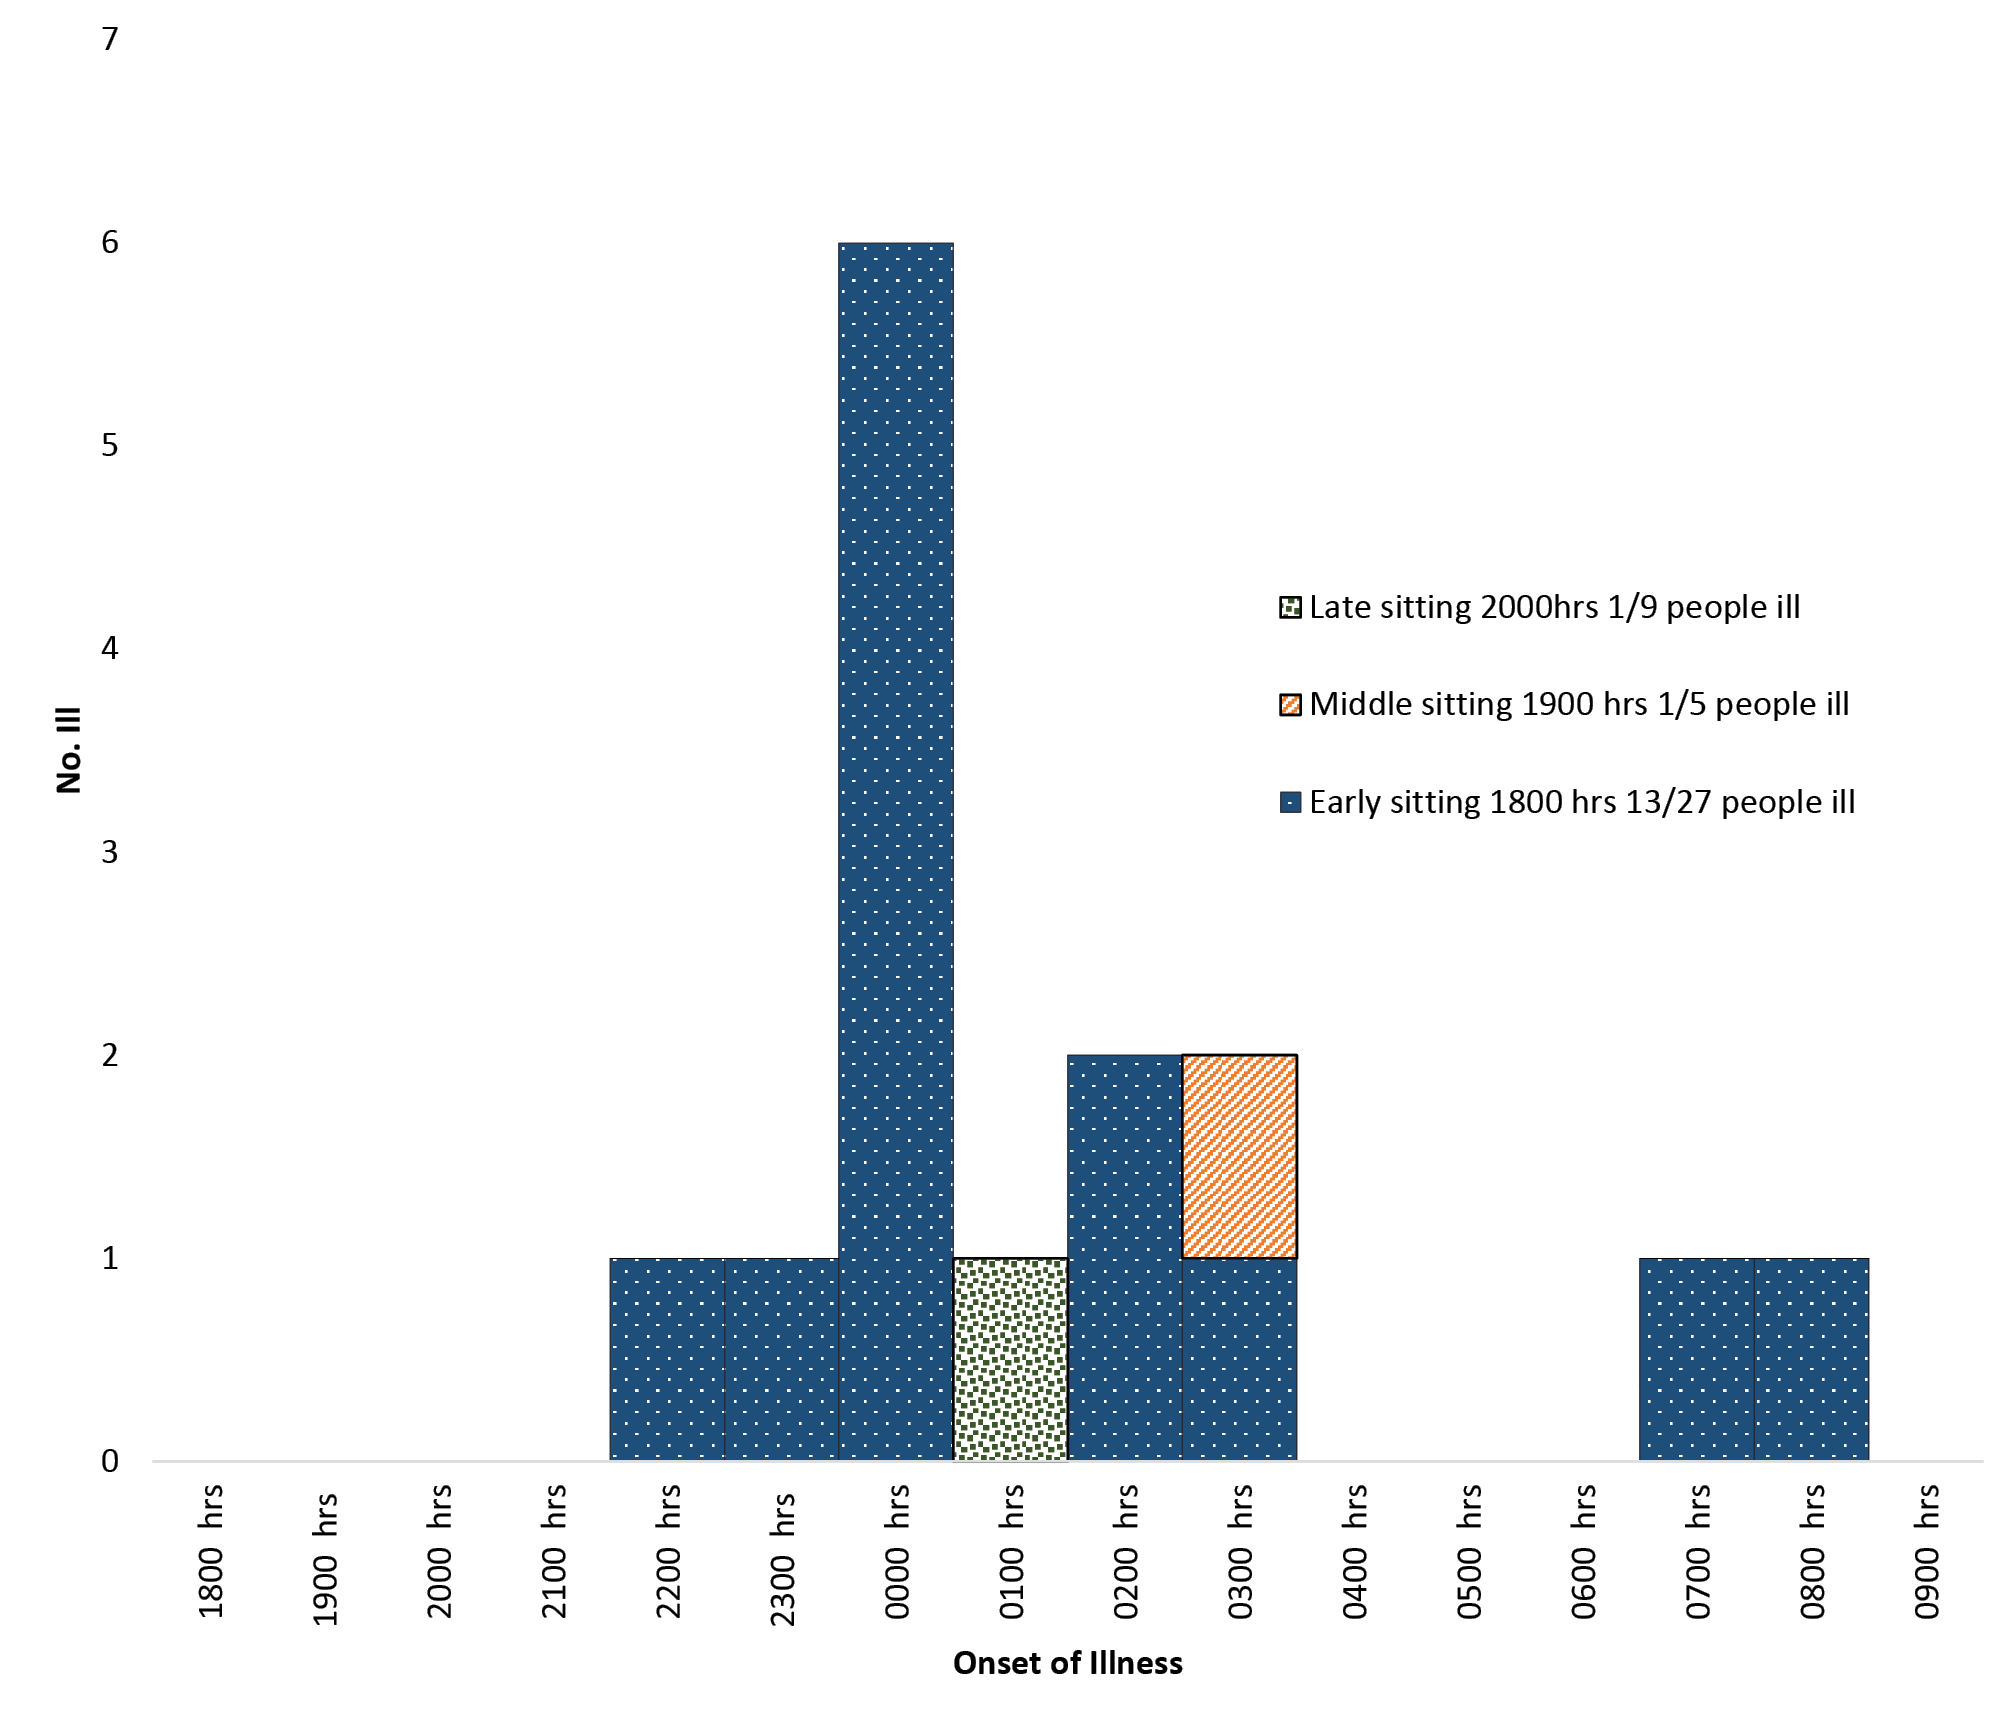 7
6
5
4
3
2
1
0
No. Ill
Late sitting 2000hrs 1/9 people ill
Middle sitting 1900 hrs 1/5 people ill
Early sitting 1800 hrs 13/27 people ill
1800 hrs
1900 hrs
2000 hrs
2100 hrs
2200 hrs
2300 hrs
0000 hrs
0100 hrs
0200 hrs
0300 hrs
0400 hrs
0500 hrs
0600 hrs
0700 hrs
0800 hrs
0900 hrs
Onset of Illness